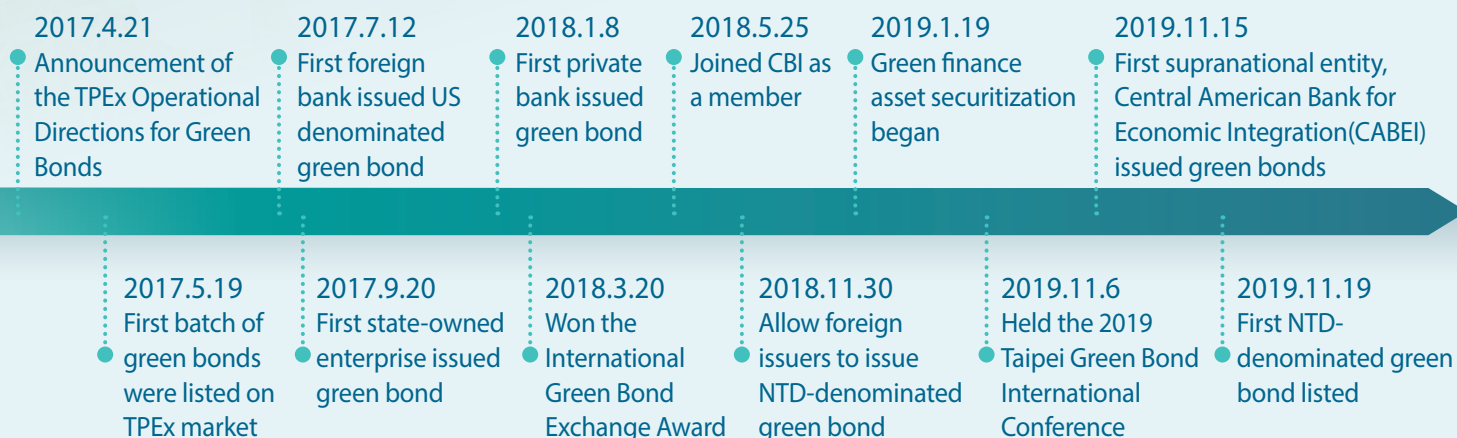 2017.4.21
Announcement of
the TPEx Operational
Directions for Green
Bonds
2017.7.12
First foreign
bank issued US
denominated
green bond
2018.1.8
First private
bank issued
green bond
2018.5.25
Joined CBI as
a member
2019.1.19
Green finance
asset securitization
began
2019.11.15
First supranational entity,
Central American Bank for
Economic Integration(CABEI)
issued green bonds
2017.5.19
First batch of
green bonds
were listed on
TPEx market
2017.9.20
First state-owned
enterprise issued
green bond
2018.3.20
Won the
International
Green Bond
Exchange Award
2018.11.30
Allow foreign
issuers to issue
NTD-denominated
green bond
2019.11.6
Held the 2019
Taipei Green Bond
International
Conference
2019.11.19
First NTD-
denominated green
bond listed